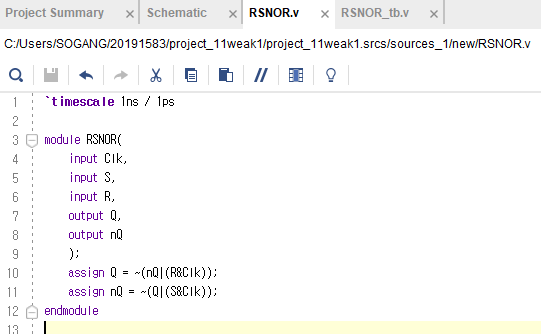 Project Summary × Schematic × RSNOR.v × RSNOR_tb.v ×
C:/Users/SOGANG/20191583/project_11weak1/project_11weak1.srcs/sources_1/new/RSNOR.v
1 `timescale 1ns / 1ps
2
3 module RSNOR(
4 input Clk,
5 input S,
6 input R,
7 output Q,
8 output nQ
9 );
10 assign Q = ~(nQ|(R&Clk));
11 assign nQ = ~(Q|(S&Clk));
12 endmodule
13